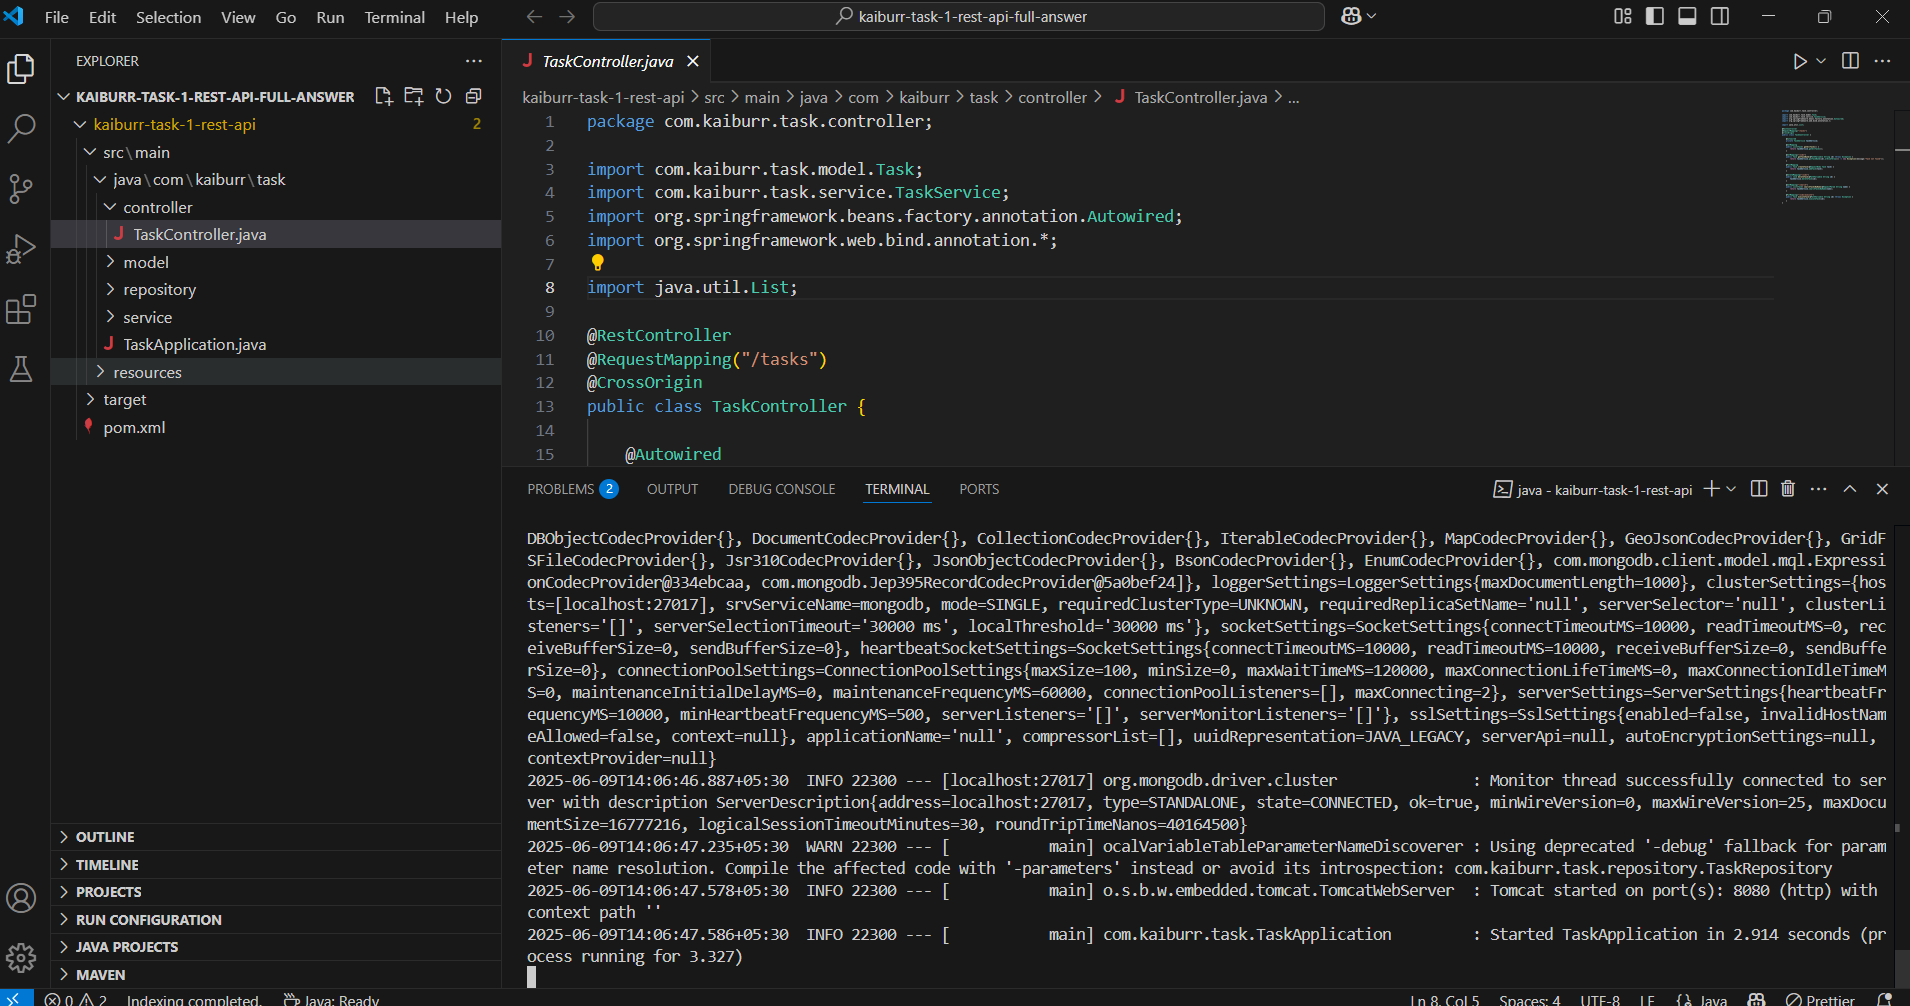 File Edit Selection View Go Run Terminal Help
kaiburr-task-1-rest-api-full-answer
EXPLORER
KAIBURR-TASK-1-REST-API-FULL-ANSWER
kaiburr-task-1-rest-api 2
src\main
java\com\kaiburr\task
controller
TaskController.java
model
repository
service
TaskApplication.java
resources
target
pom.xml
OUTLINE
TIMELINE
PROJECTS
RUN CONFIGURATION
JAVA PROJECTS
MAVEN
TaskController.java
kaiburr-task-1-rest-api > src > main > java > com > kaiburr > task > controller > TaskController.java > ...
1 package com.kaiburr.task.controller;
2
3 import com.kaiburr.task.model.Task;
4 import com.kaiburr.task.service.TaskService;
5 import org.springframework.beans.factory.annotation.Autowired;
6 import org.springframework.web.bind.annotation.*;
7
8 import java.util.List;
9
10 @RestController
11 @RequestMapping("/tasks")
12 @CrossOrigin
13 public class TaskController {
14
15 @Autowired
PROBLEMS 2 OUTPUT DEBUG CONSOLE TERMINAL PORTS
java - kaiburr-task-1-rest-api
DBObjectCodecProvider{}, DocumentCodecProvider{}, CollectionCodecProvider{}, IterableCodecProvider{}, MapCodecProvider{}, GeoJsonCodecProvider{}, GridF
SFileCodecProvider{}, Jsr310CodecProvider{}, JsonObjectCodecProvider{}, BsonCodecProvider{}, EnumCodecProvider{}, com.mongodb.client.model.mql.Expressi
onCodecProvider@334ebcaa, com.mongodb.Jep395RecordCodecProvider@5a0bef24]}, loggerSettings=LoggerSettings{maxDocumentLength=1000}, clusterSettings={hos
ts=[localhost:27017], srvServiceName=mongodb, mode=SINGLE, requiredClusterType=UNKNOWN, requiredReplicaSetName='null', serverSelector='null', clusterLi
steners='[]', serverSelectionTimeout='30000 ms', localThreshold='30000 ms'}, socketSettings=SocketSettings{connectTimeoutMS=10000, readTimeoutMS=0, rec
eiveBufferSize=0, sendBufferSize=0}, heartbeatSocketSettings=SocketSettings{connectTimeoutMS=10000, readTimeoutMS=10000, receiveBufferSize=0, sendBuffe
rSize=0}, connectionPoolSettings=ConnectionPoolSettings{maxSize=100, minSize=0, maxWaitTimeMS=120000, maxConnectionLifeTimeMS=0, maxConnectionIdleTimeM
S=0, maintenanceInitialDelayMS=0, maintenanceFrequencyMS=60000, connectionPoolListeners=[], maxConnecting=2}, serverSettings=ServerSettings{heartbeatFr
equencyMS=10000, minHeartbeatFrequencyMS=500, serverListeners='[]', serverMonitorListeners='[]'}, sslSettings=SslSettings{enabled=false, invalidHostNa
meAllowed=false, context=null}, applicationName='null', compressorList=[], uuidRepresentation=JAVA_LEGACY, serverApi=null, autoEncryptionSettings=null,
contextProvider=null}
2025-06-09T14:06:46.887+05:30 INFO 22300 --- [localhost:27017] org.mongodb.driver.cluster : Monitor thread successfully connected to ser
ver with description ServerDescription{address=localhost:27017, type=STANDALONE, state=CONNECTED, ok=true, minWireVersion=0, maxWireVersion=25, maxDocu
mentSize=16777216, logicalSessionTimeoutMinutes=30, roundTripTimeNanos=40164500}
2025-06-09T14:06:47.235+05:30 WARN 22300 --- [ main] ocalVariableTableParameterNameDiscoverer : Using deprecated '-debug' fallback for param
eter name resolution. Compile the affected code with '-parameters' instead or avoid its introspection: com.kaiburr.task.repository.TaskRepository
2025-06-09T14:06:47.578+05:30 INFO 22300 --- [ main] o.s.b.w.embedded.tomcat.TomcatWebServer : Tomcat started on port(s): 8080 (http) with
context path ''
2025-06-09T14:06:47.586+05:30 INFO 22300 --- [ main] com.kaiburr.task.TaskApplication : Started TaskApplication in 2.914 seconds (pr
ocess running for 3.327)
0 2 Indexing completed. Java: Ready Ln 8, Col 5 Spaces: 4 UTF-8 LF {} Java Prettier